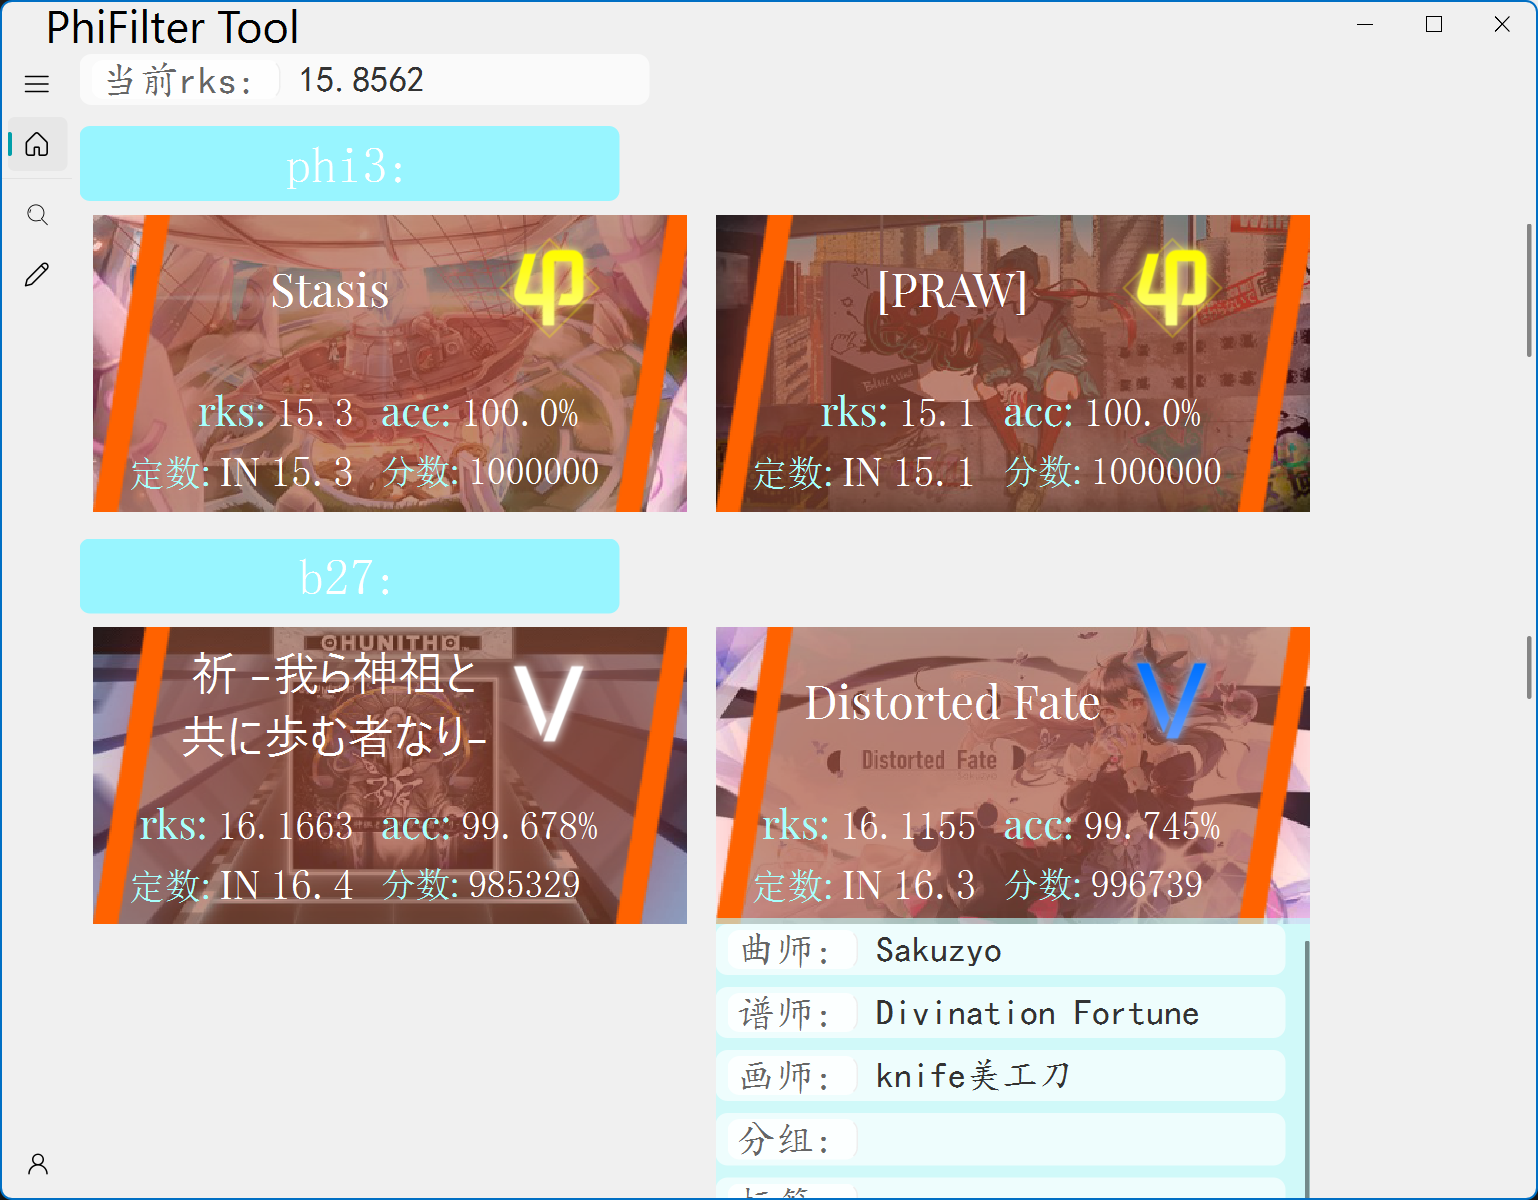 PhiFilter Tool
当前rks: 15.8562
phi3:
Stasis
rks: 15.3 acc: 100.0%
定数: IN 15.3 分数: 1000000
[PRAW]
Blue Mind
rks: 15.1 acc: 100.0%
定数: IN 15.1 分数: 1000000
b27:
CHUNITHM
祈 -我ら神祖と
共に歩む者なり-
祈
rks: 16.1663 acc: 99.678%
定数: IN 16.4 分数: 985329
Distorted Fate
Distorted Fate
Sakuzyo
rks: 16.1155 acc: 99.745%
定数: IN 16.3 分数: 996739
曲师: Sakuzyo
谱师: Divination Fortune
画师: knife美工刀
分组: